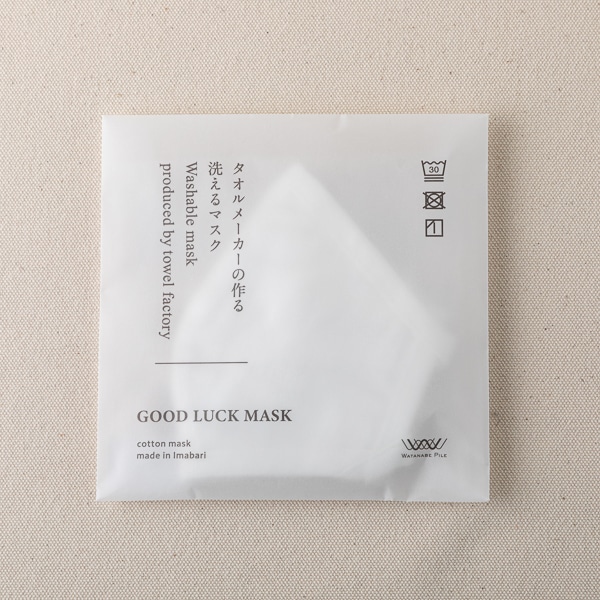 タオルメーカーの作る
洗えるマスク
Washable mask
produced by towel factory
30
GOOD LUCK MASK
cotton mask
made in Imabari
WATANABE PILE